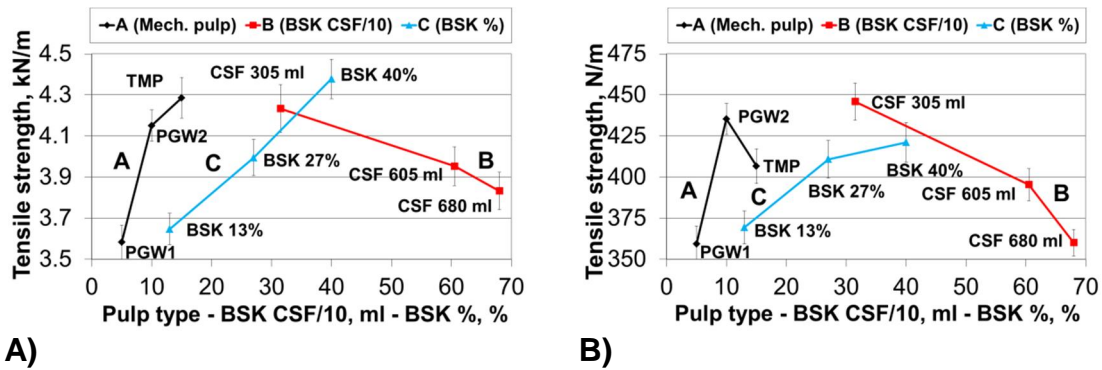 A (Mech. pulp) B (BSK CSF/10) C (BSK %)
Tensile strength, kN/m
4.5
4.3
4.1
3.9
3.7
3.5
TMP
CSF 305 ml
BSK 40%
PGW2
A
C
B
BSK 27%
CSF 605 ml
CSF 680 ml
BSK 13%
PGW1
0 10 20 30 40 50 60 70
Pulp type - BSK CSF/10, ml - BSK %, %
A)
A (Mech. pulp) B (BSK CSF/10) C (BSK %)
Tensile strength, N/m
475
450
425
400
375
350
CSF 305 ml
PGW2
TMP
BSK 40%
A
C
BSK 27%
CSF 605 ml
B
BSK 13%
CSF 680 ml
PGW1
0 10 20 30 40 50 60 70
Pulp type - BSK CSF/10, ml - BSK %, %
B)